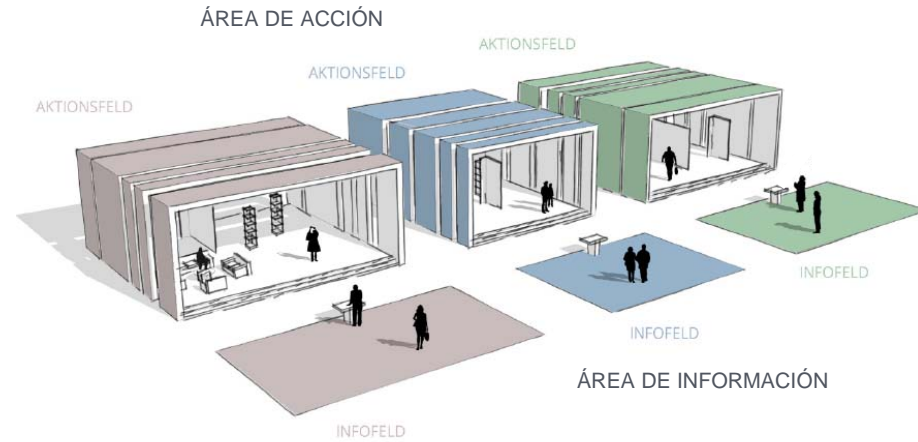 ÁREA DE ACCIÓN
AKTIONSFELD
AKTIONSFELD
AKTIONSFELD
INFOFELD
INFOFELD
ÁREA DE INFORMACIÓN
INFOFELD